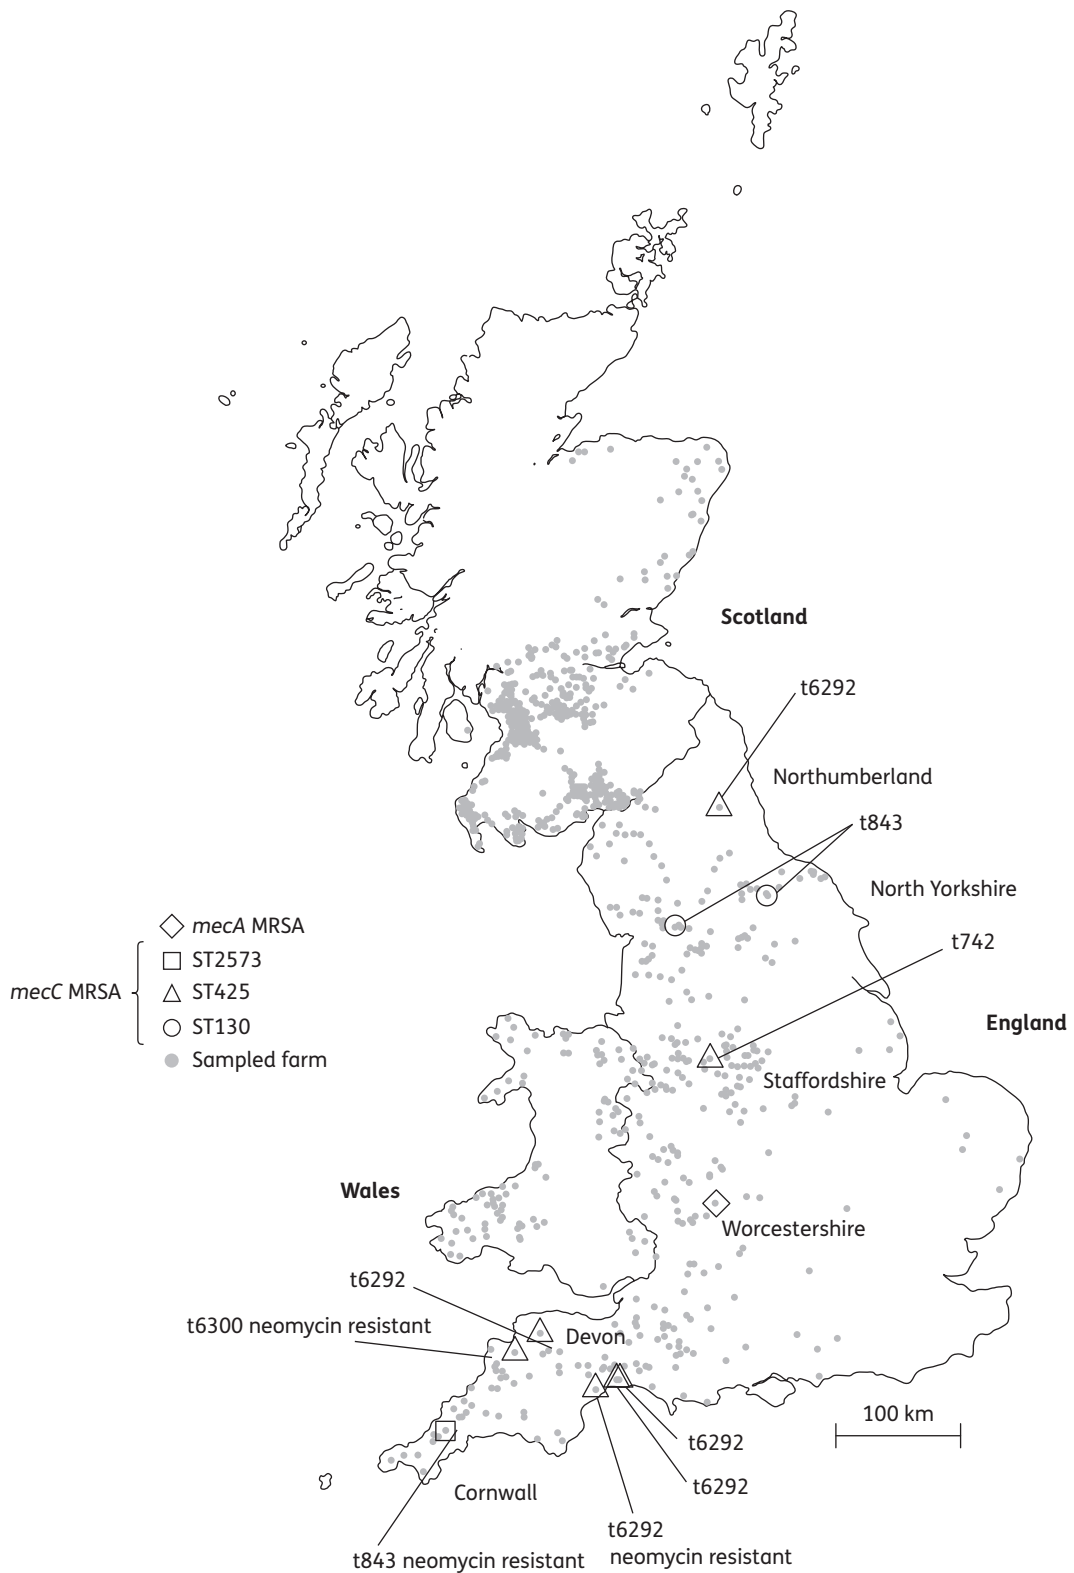 Scotland
t6292
Northumberland
t843
North Yorkshire
mecA MRSA
t742
ST2573
mecC MRSA
ST425
England
ST130
Sampled farm
Staffordshire
Wales
Worcestershire
t6292
t6300 neomycin resistant
Devon
100 km
t6292
t6292
Cornwall
t6292
neomycin resistant
t843 neomycin resistant